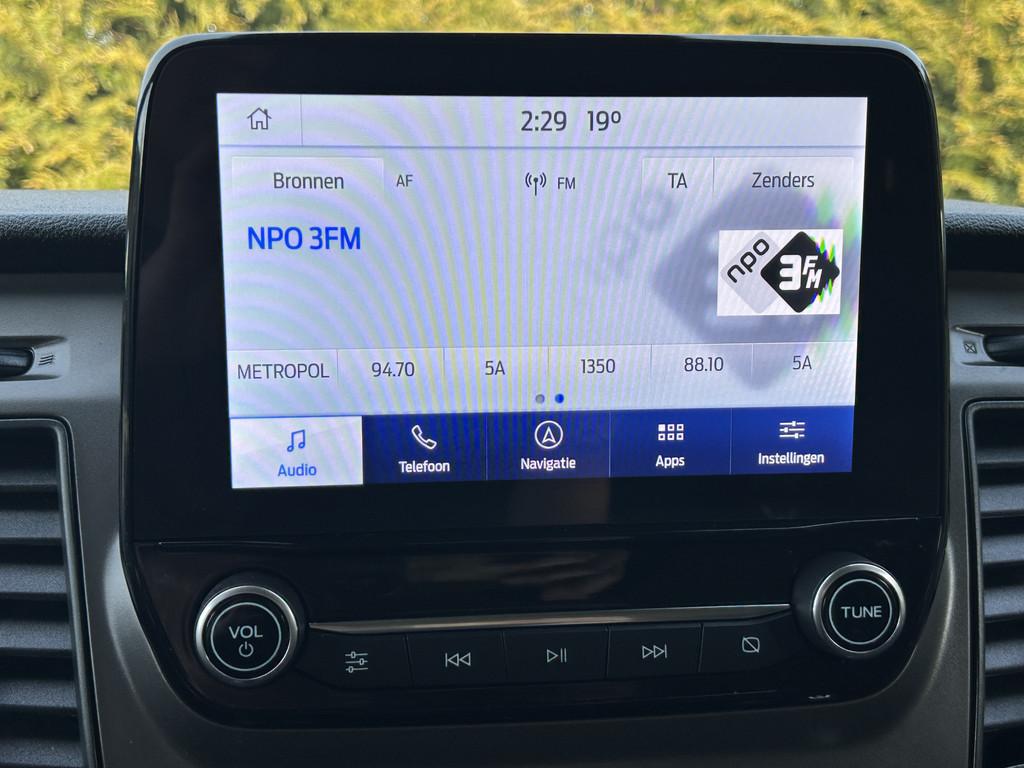 2:29 19º
Bronnen AF FM TA Zenders
NPO 3FM
npo 3FM
METROPOL 94.70 5A 1350 88.10 5A
Audio Telefoon Navigatie Apps Instellingen
VOL TUNE